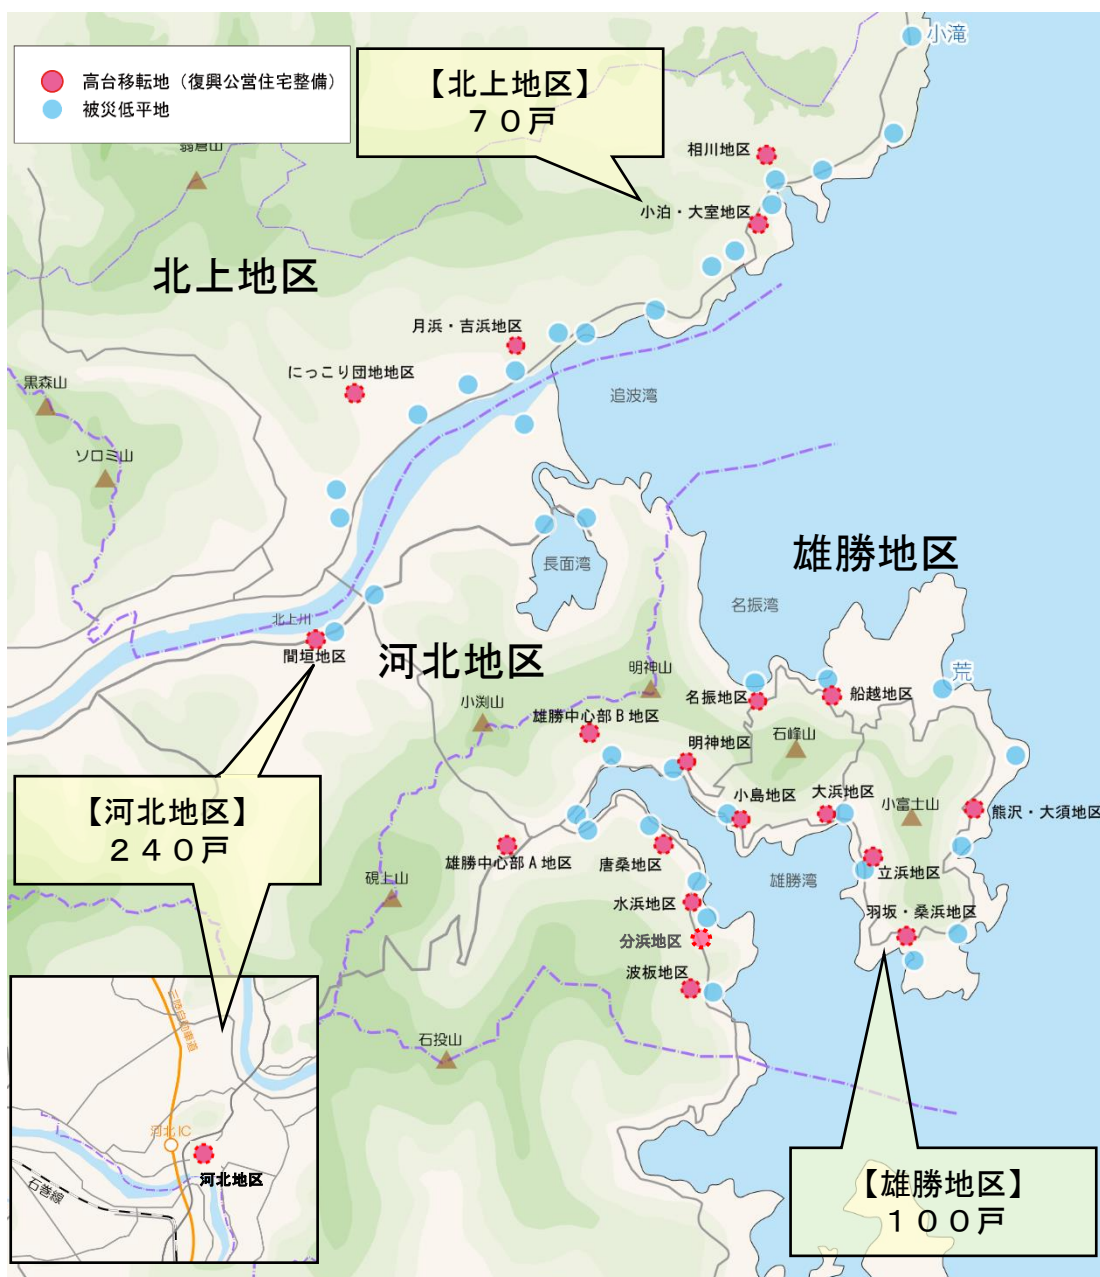 高台移転地（復興公営住宅整備）
被災低平地
【北上地区】
７０戸
小滝
翁倉山
相川地区
小泊・大室地区
北上地区
月浜・吉浜地区
にっこり団地地区
黒森山
追波湾
ソロミ山
雄勝地区
長面湾
名振湾
北上川
間垣地区
河北地区
明神山
荒
小渕山
名振地区
船越地区
雄勝中心部Ｂ地区
石峰山
明神地区
【河北地区】
２４０戸
小島地区
大浜地区
小富士山
熊沢・大須地区
雄勝中心部Ａ地区
唐桑地区
硯上山
雄勝湾
立浜地区
水浜地区
羽坂・桑浜地区
分浜地区
波板地区
三陸自動車道
石投山
河北IC
河北地区
石巻線
【雄勝地区】
１００戸